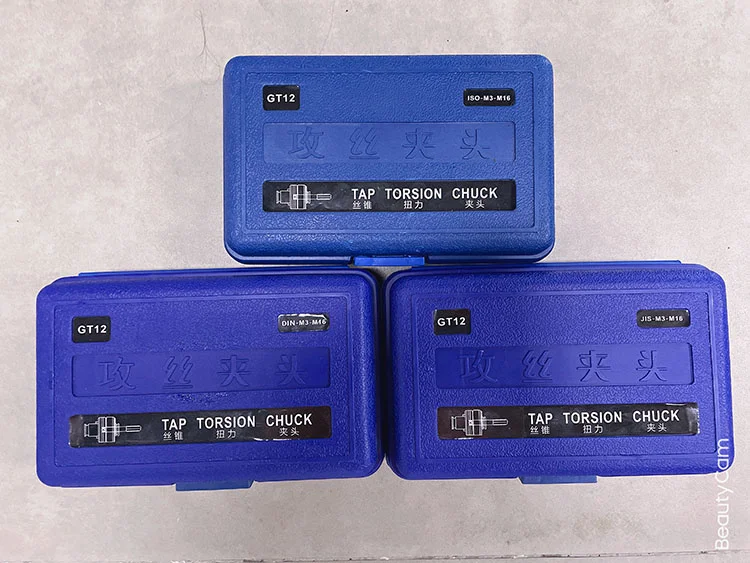 GT12
ISO-M3-M16
攻丝夹头
TAP TORSION CHUCK
丝锥 扭力 夹头
GT12
DIN-M3-M16
攻丝夹头
TAP TORSION CHUCK
丝锥 扭力 夹头
GT12
JIS-M3-M16
攻丝夹头
TAP TORSION CHUCK
丝锥 扭力 夹头
BeautyCam